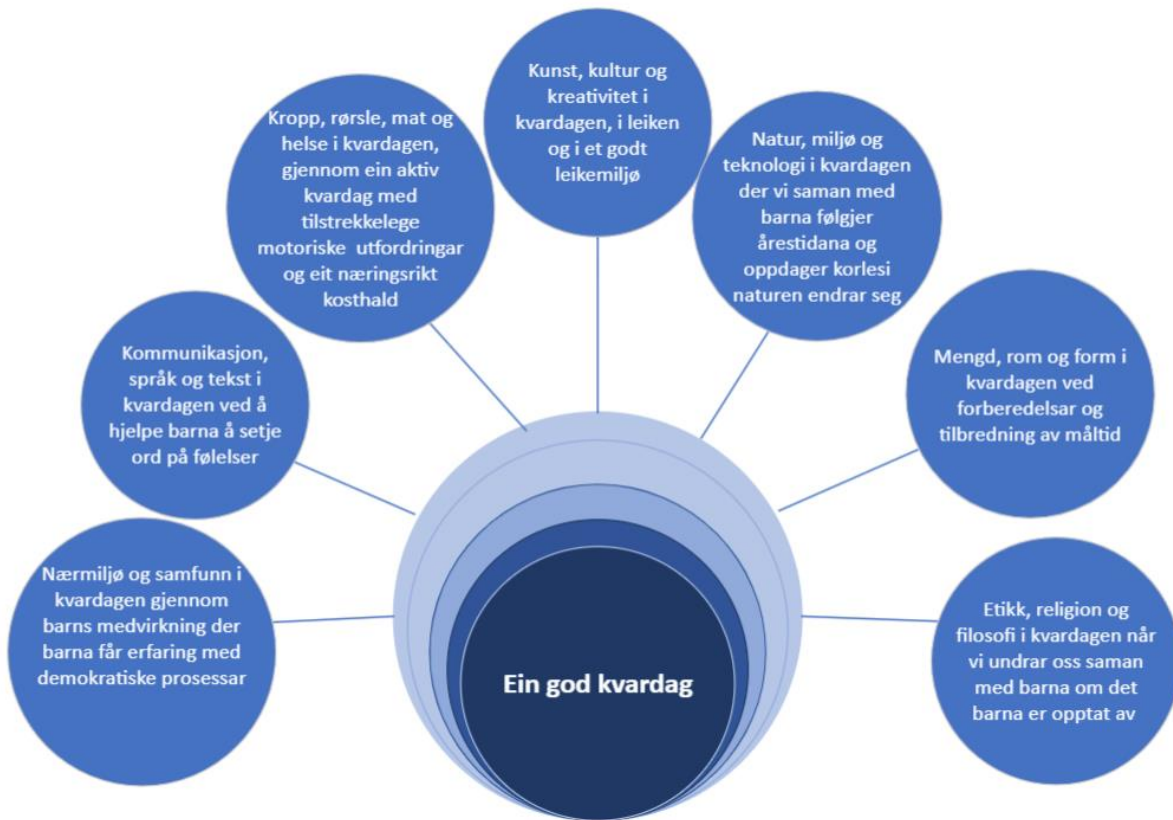 Kunst, kultur og
kreativitet i
kvardagen, i leiken
og i et godt
leikemiljø
Kropp, rørsle, mat og
helse i kvardagen,
gjennom ein aktiv
kvardag med
tilstrekkelege
motoriske utfordringar
og eit næringsrikt
kosthald
Natur, miljø og
teknologi i kvardagen
der vi saman med
barna følgjer
årestidana og
oppdager korlesi
naturen endrar seg
Kommunikasjon,
språk og tekst i
kvardagen ved å
hjelpe barna å setje
ord på følelser
Mengd, rom og form i
kvardagen ved
forberedelsar og
tilbredning av måltid
Nærmiljø og samfunn i
kvardagen gjennom
barns medvirkning der
barna får erfaring med
demokratiske prosessar
Etikk, religion og
filosofi i kvardagen når
vi undrar oss saman
med barna om det
barna er opptat av
Ein god kvardag